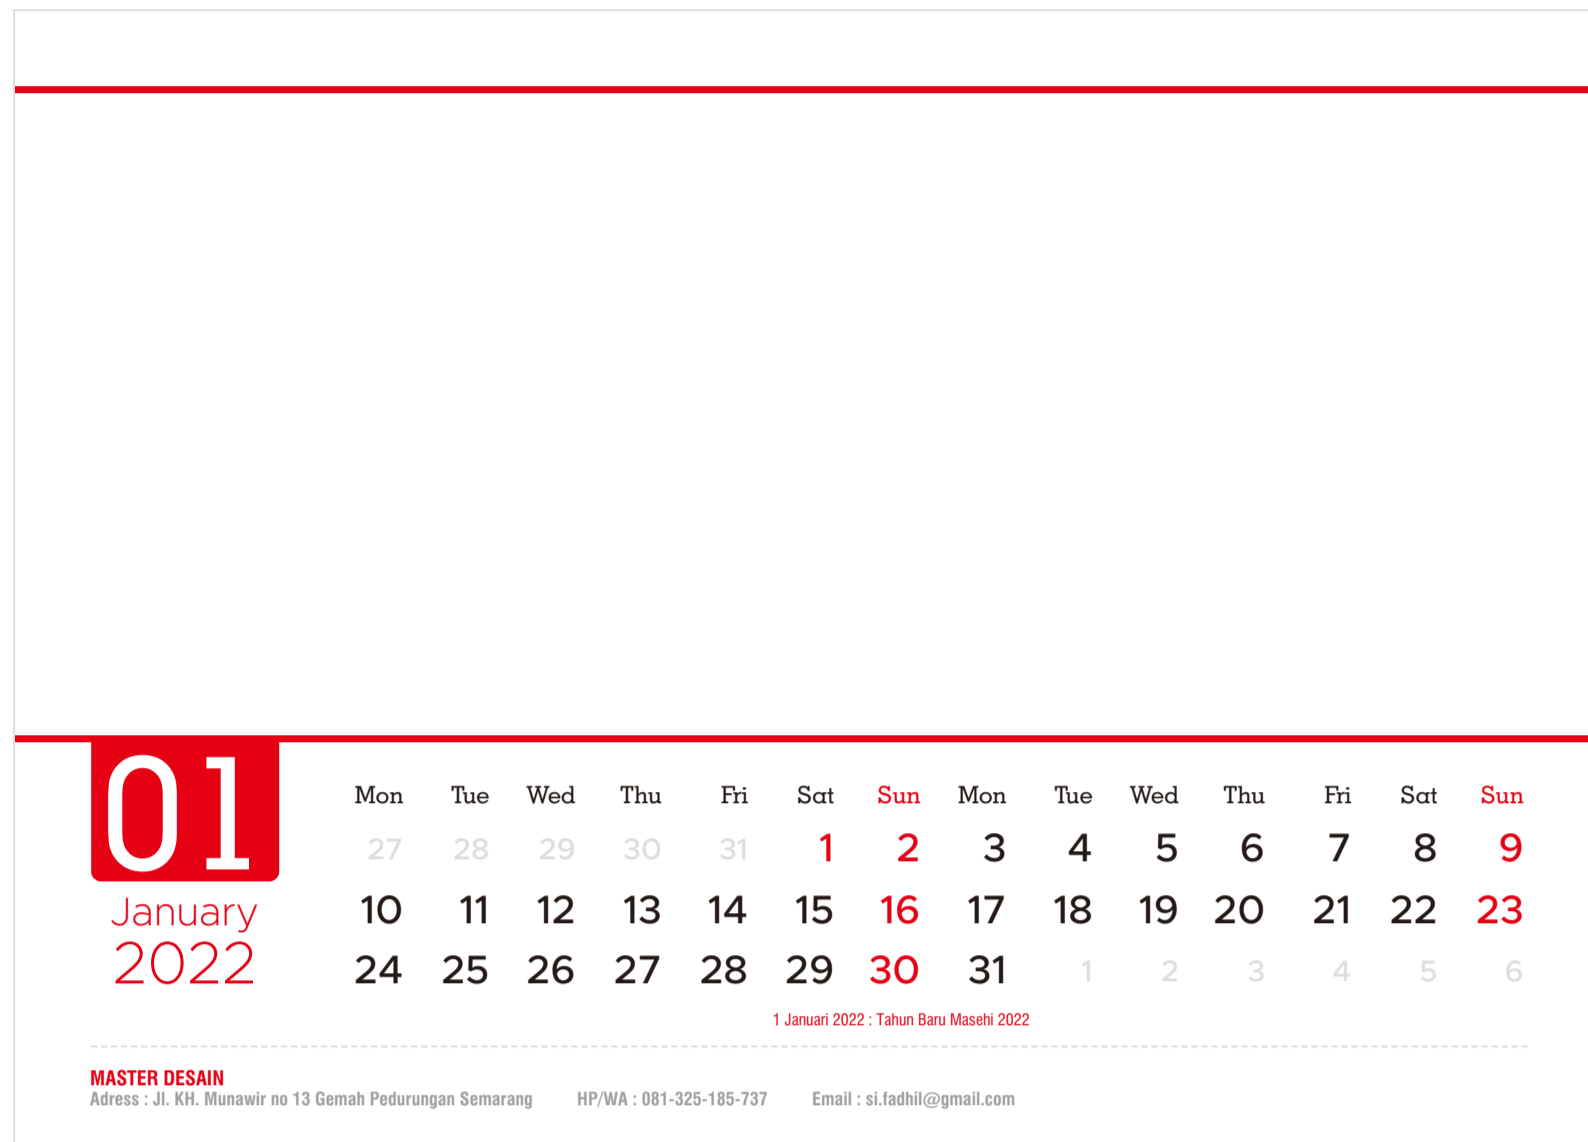 01
January
2022
Mon Tue Wed Thu Fri Sat Sun Mon Tue Wed Thu Fri Sat Sun
27 28 29 30 31 1 2 3 4 5 6 7 8 9
10 11 12 13 14 15 16 17 18 19 20 21 22 23
24 25 26 27 28 29 30 31 1 2 3 4 5 6
1 Januari 2022 : Tahun Baru Masehi 2022
MASTER DESAIN
Adress : Jl. KH. Munawir no 13 Gemah Pedurungan Semarang HP/WA : 081-325-185-737 Email : si.fadhil@gmail.com